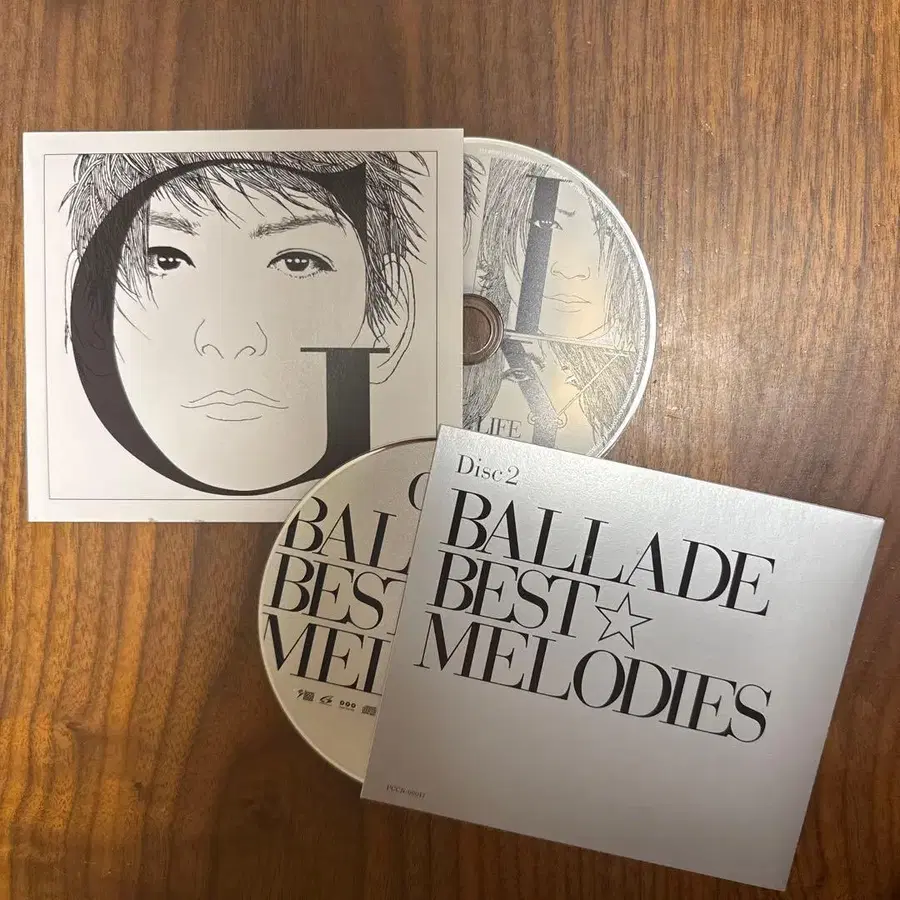 G
LIFE
BAL
BEST
MEL
Disc 2
BALLADE
BEST☆
MELODIES